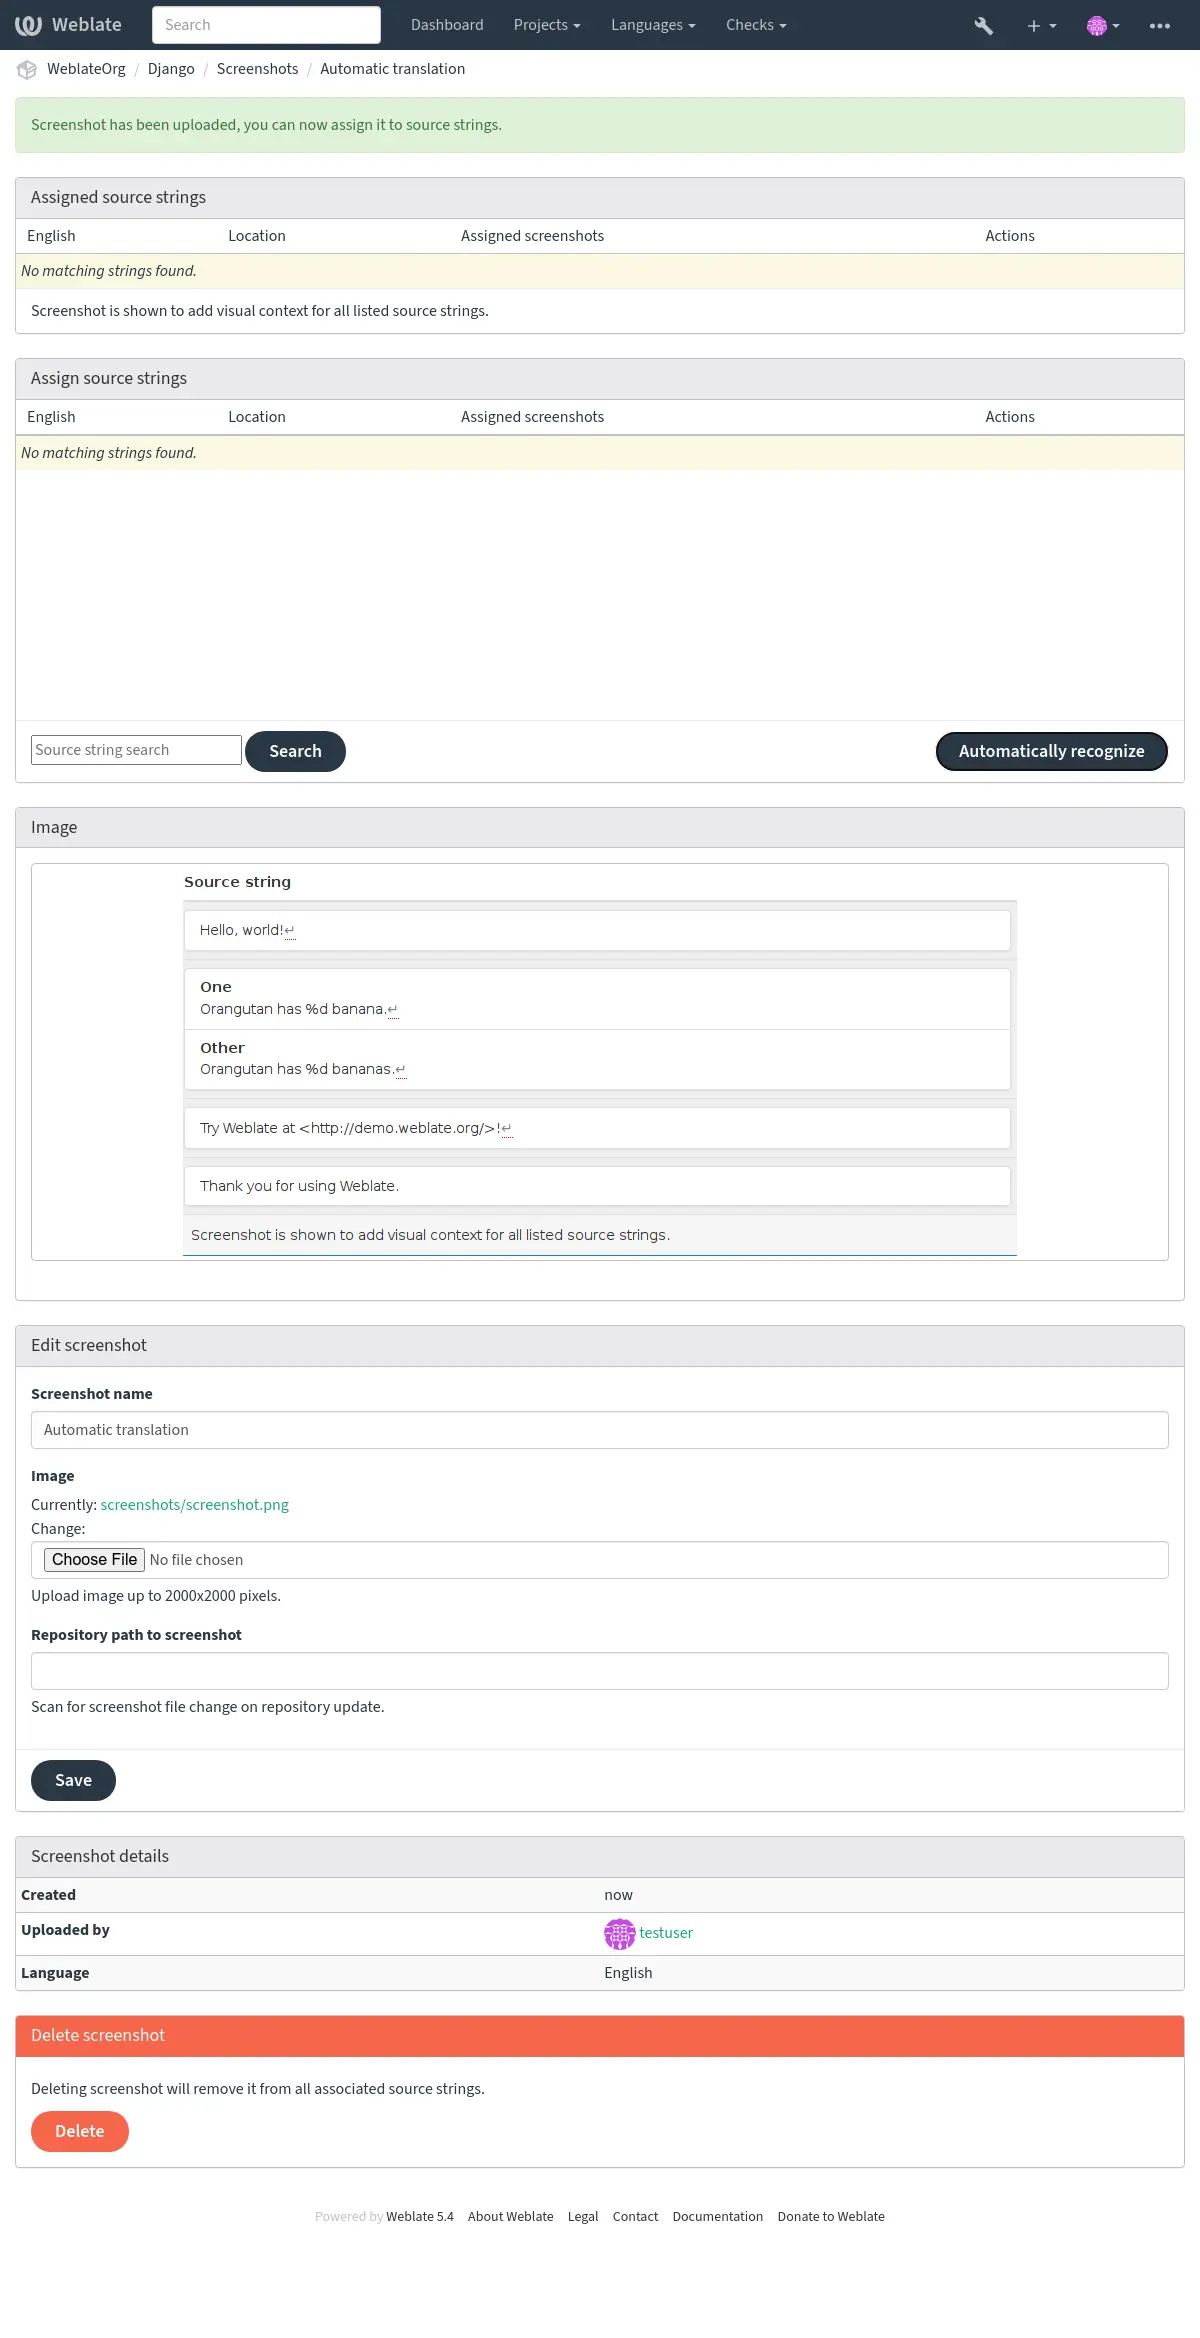 Weblate Search Dashboard Projects Languages Checks
WeblateOrg / Django / Screenshots / Automatic translation
Screenshot has been uploaded, you can now assign it to source strings.
Assigned source strings
English Location Assigned screenshots Actions
No matching strings found.
Screenshot is shown to add visual context for all listed source strings.
Assign source strings
English Location Assigned screenshots Actions
No matching strings found.
Source string search Search Automatically recognize
Image
Source string
Hello, world!↵
One
Orangutan has %d banana.↵
Other
Orangutan has %d bananas.↵
Try Weblate at <http://demo.weblate.org/>!↵
Thank you for using Weblate.
Screenshot is shown to add visual context for all listed source strings.
Edit screenshot
Screenshot name
Automatic translation
Image
Currently: screenshots/screenshot.png
Change:
Choose File No file chosen
Upload image up to 2000x2000 pixels.
Repository path to screenshot
Scan for screenshot file change on repository update.
Save
Screenshot details
Created now
Uploaded by testuser
Language English
Delete screenshot
Deleting screenshot will remove it from all associated source strings.
Delete
Powered by Weblate 5.4 About Weblate Legal Contact Documentation Donate to Weblate